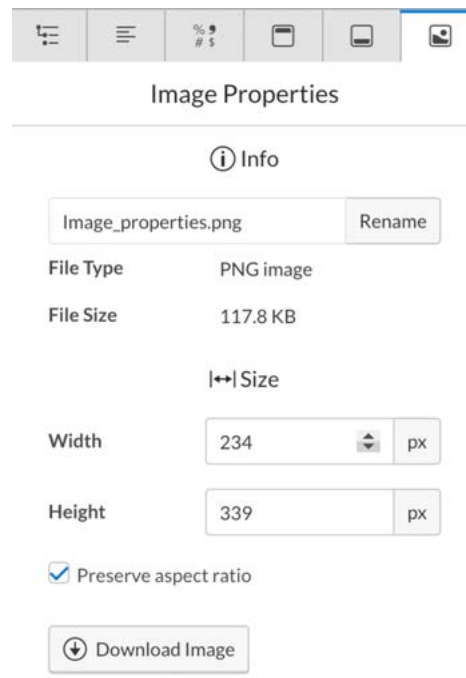 % , # $
Image Properties
Info
Image_properties.png Rename
File Type PNG image
File Size 117.8 KB
Size
Width 234 px
Height 339 px
Preserve aspect ratio
Download Image